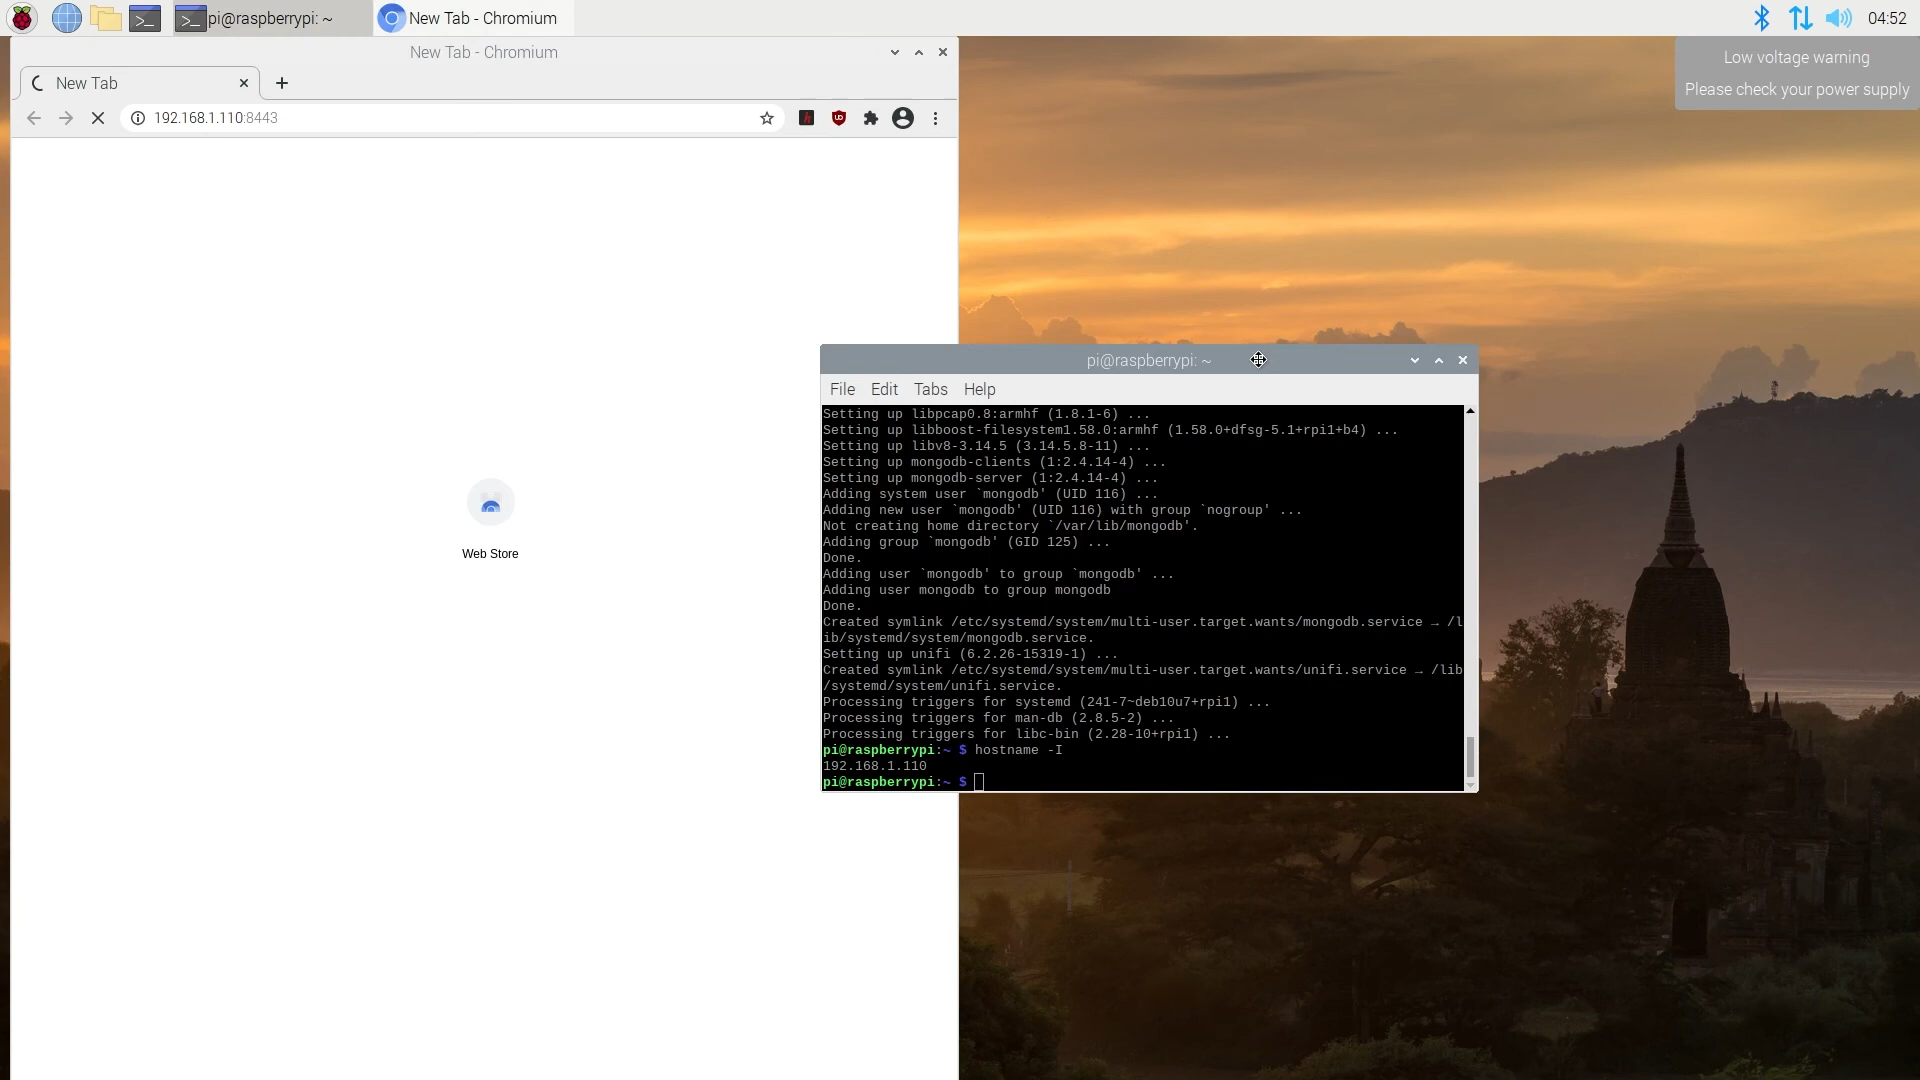 pi@raspberrypi: ~
New Tab - Chromium
04:52
New Tab - Chromium
New Tab
192.168.1.110:8443
Low voltage warning
Please check your power supply
Web Store
pi@raspberrypi: ~
File Edit Tabs Help
Setting up libpcap0.8:armhf (1.8.1-6) ...
Setting up libboost-filesystem1.58.0:armhf (1.58.0+dfsg-5.1+rpi1+b4) ...
Setting up libv8-3.14.5 (3.14.5.8-11) ...
Setting up mongodb-clients (1:2.4.14-4) ...
Setting up mongodb-server (1:2.4.14-4) ...
Adding system user `mongodb' (UID 116) ...
Adding new user `mongodb' (UID 116) with group `nogroup' ...
Not creating home directory `/var/lib/mongodb'.
Adding group `mongodb' (GID 125) ...
Done.
Adding user `mongodb' to group `mongodb' ...
Adding user mongodb to group mongodb
Done.
Created symlink /etc/systemd/system/multi-user.target.wants/mongodb.service → /l
ib/systemd/system/mongodb.service.
Setting up unifi (6.2.26-15319-1) ...
Created symlink /etc/systemd/system/multi-user.target.wants/unifi.service → /lib
/systemd/system/unifi.service.
Processing triggers for systemd (241-7~deb10u7+rpi1) ...
Processing triggers for man-db (2.8.5-2) ...
Processing triggers for libc-bin (2.28-10+rpi1) ...
pi@raspberrypi:~ $ hostname -I
192.168.1.110
pi@raspberrypi:~ $